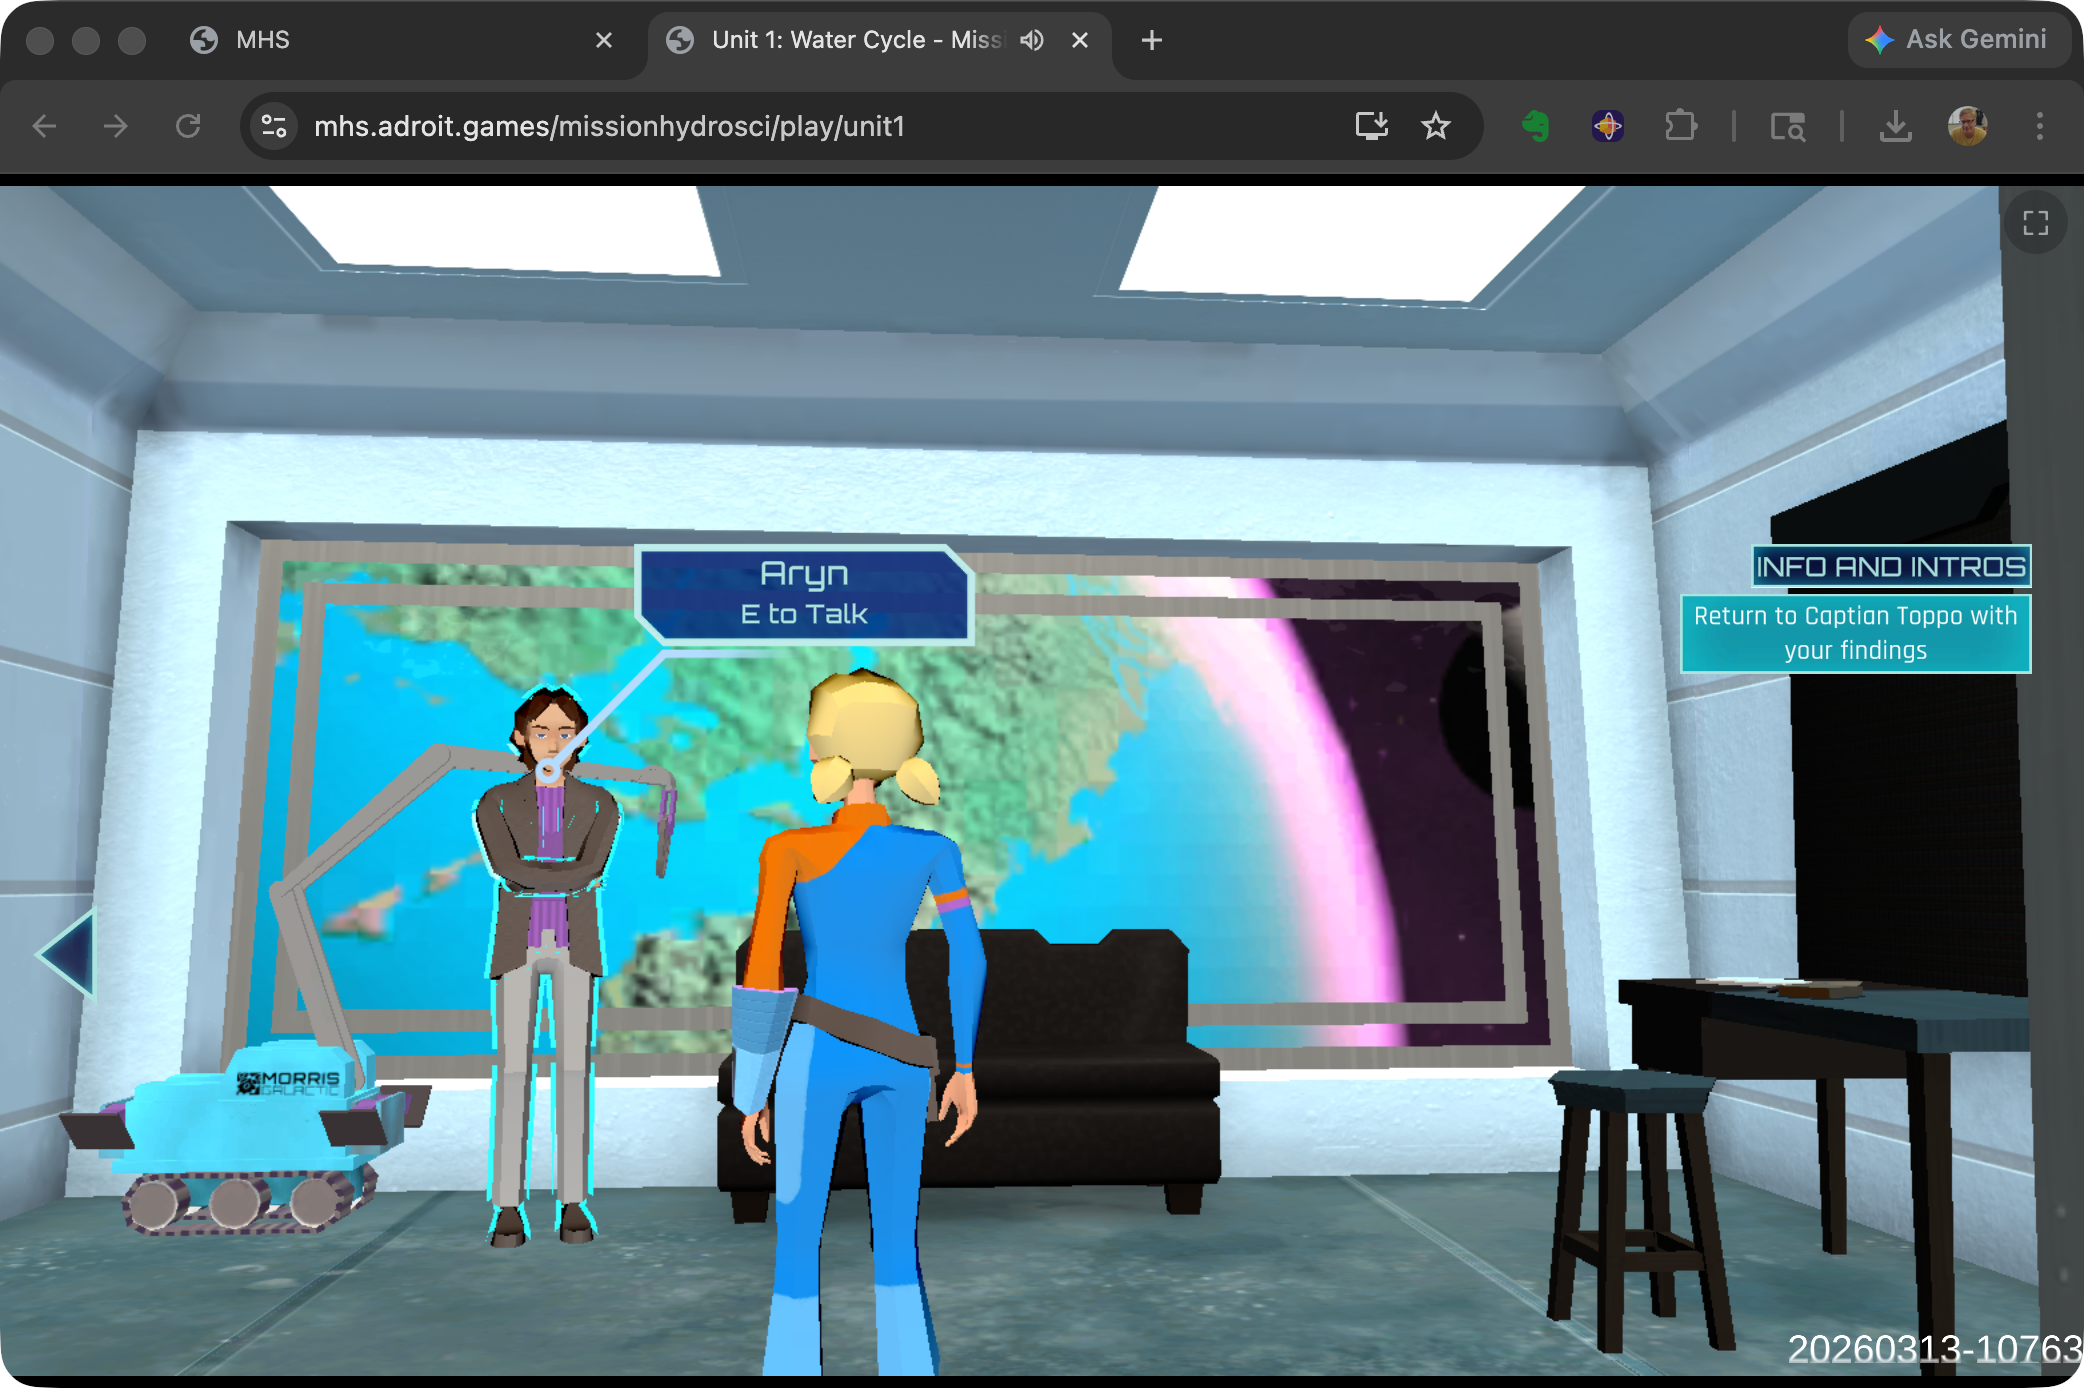 MHS
Unit 1: Water Cycle - Miss
Ask Gemini
mhs.adroit.games/missionhydrosci/play/unit1
Aryn
E to Talk
INFO AND INTROS
Return to Captian Toppo with
your findings
MORRIS
GALACTIC
20260313-10763